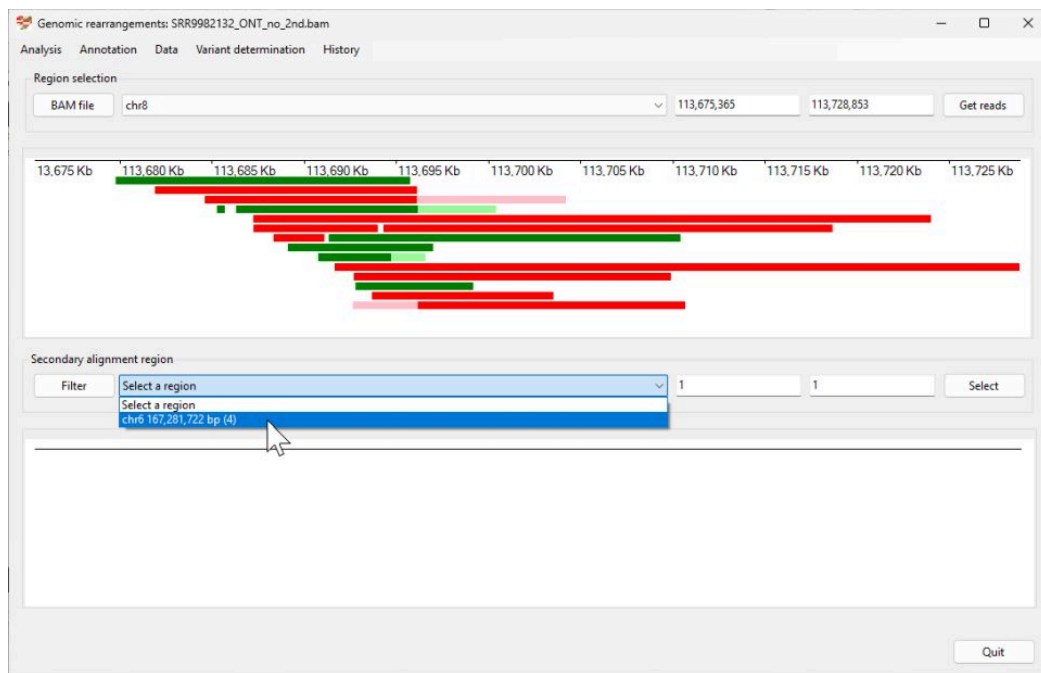 Genomic rearrangements: SRR9982132_ONT_no_2nd.bam
Analysis Annotation Data Variant determination History
Region selection
BAM file chr8 113,675,365 113,728,853 Get reads
13,675 Kb 113,680 Kb 113,685 Kb 113,690 Kb 113,695 Kb 113,700 Kb 113,705 Kb 113,710 Kb 113,715 Kb 113,720 Kb 113,725 Kb
Secondary alignment region
Filter Select a region 1 1 Select
Select a region
chr6 167,281,722 bp (4)
Quit